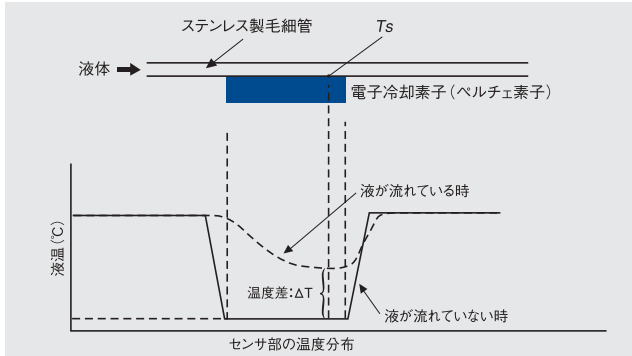 ステンレス製毛細管
Ts
液体
電子冷却素子(ペルチェ素子)
液が流れている時
液温(℃)
温度差:ΔT
液が流れていない時
センサ部の温度分布